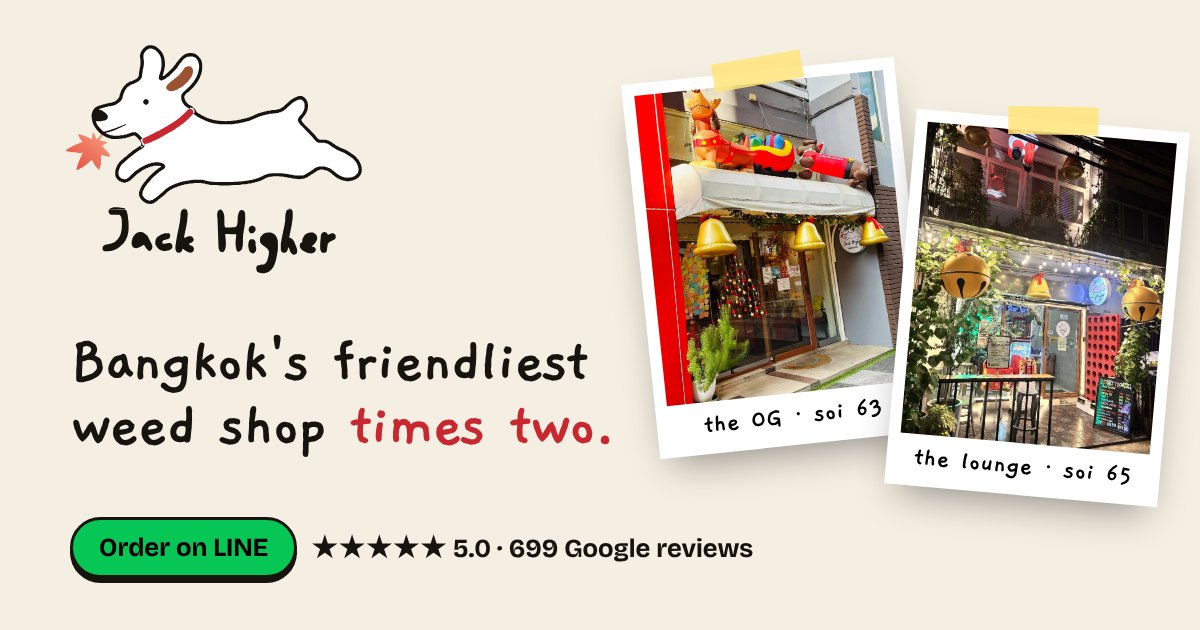 Jack Higher
Bangkok's friendliest
weed shop times two.
Order on LINE
★★★★★ 5.0 · 699 Google reviews
the OG · soi 63
the lounge · soi 65